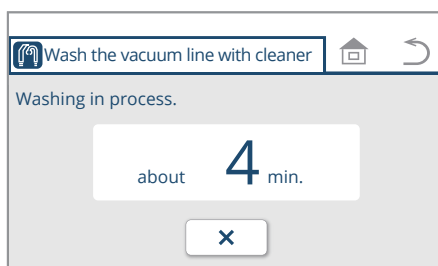 Wash the vacuum line with cleaner
Washing in process.
about 4 min.